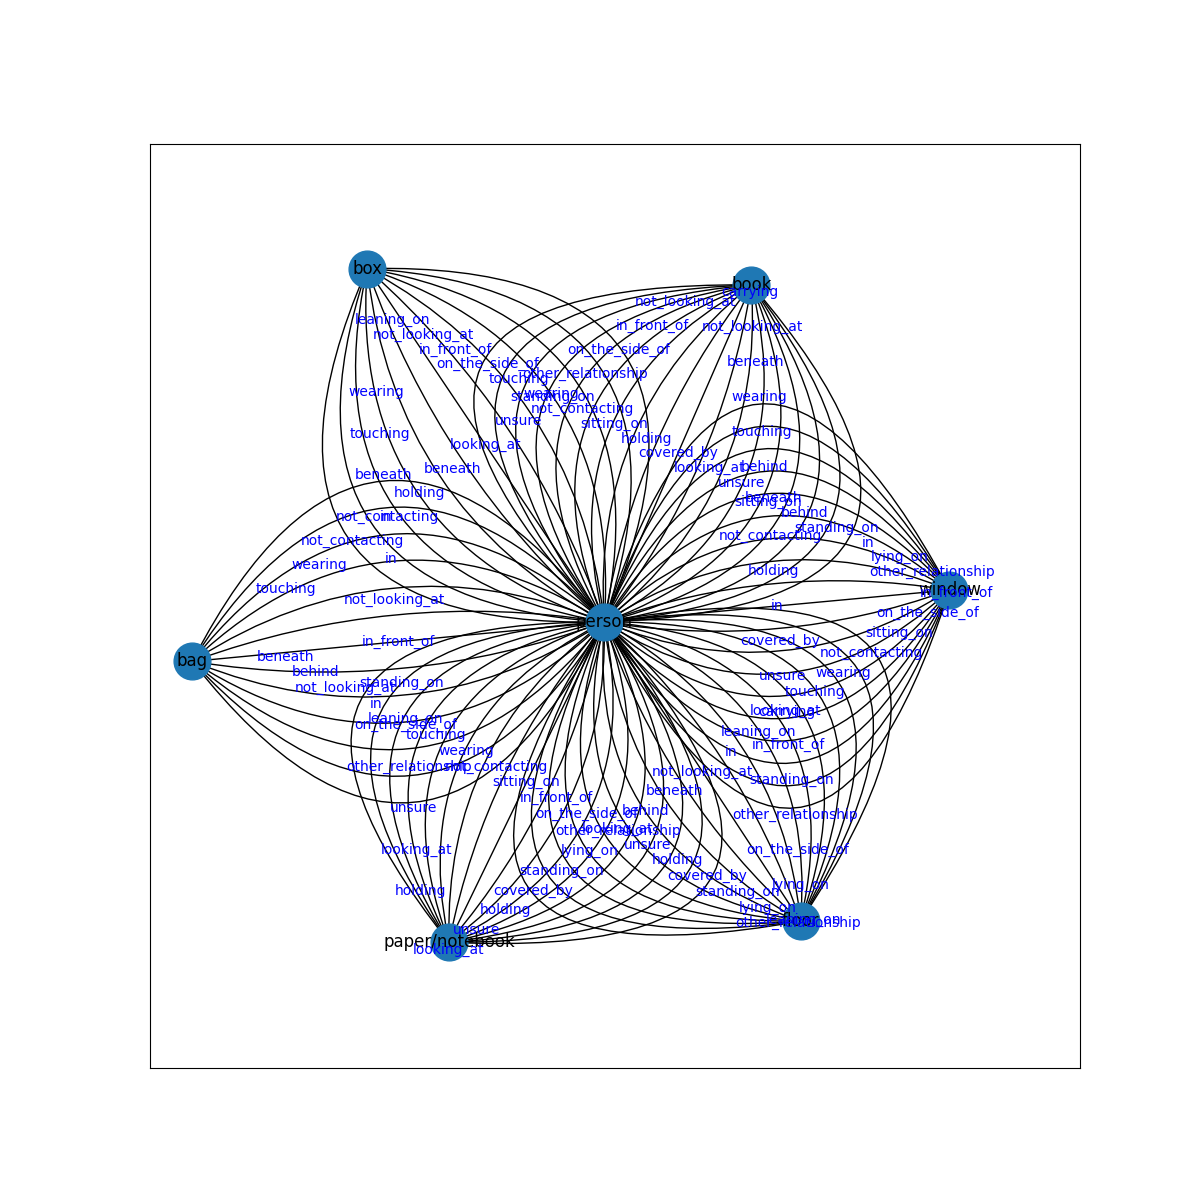 box
book
carrying
not_looking_at
leaning_on
in_front_of
not_looking_at
not_looking_at
in_front_of
on_the_side_of
on_the_side_of
beneath
other_relationship
touching
wearing
wearing
standing_on
wearing
not_contacting
unsure
sitting_on
touching
touching
holding
looking_at
covered_by
beneath
looking_at
behind
beneath
unsure
holding
beneath
sitting_on
behind
not_contacting
in
standing_on
not_contacting
not_contacting
in
in
lying_on
wearing
holding
other_relationship
touching
window
in_front_of
not_looking_at
in
on_the_side_of
person
sitting_on
in_front_of
covered_by
not_contacting
beneath
bag
behind
unsure
wearing
not_looking_at
standing_on
touching
in
looking_at
carrying
leaning_on
on_the_side_of
touching
leaning_on
in_front_of
wearing
in
other_relationship
not_contacting
not_looking_at
sitting_on
standing_on
beneath
in_front_of
unsure
behind
on_the_side_of
other_relationship
looking_at
other_relationship
unsure
looking_at
lying_on
on_the_side_of
holding
standing_on
covered_by
lying_on
holding
covered_by
standing_on
holding
lying_on
unsure
other_relationship
paper/notebook
looking_at